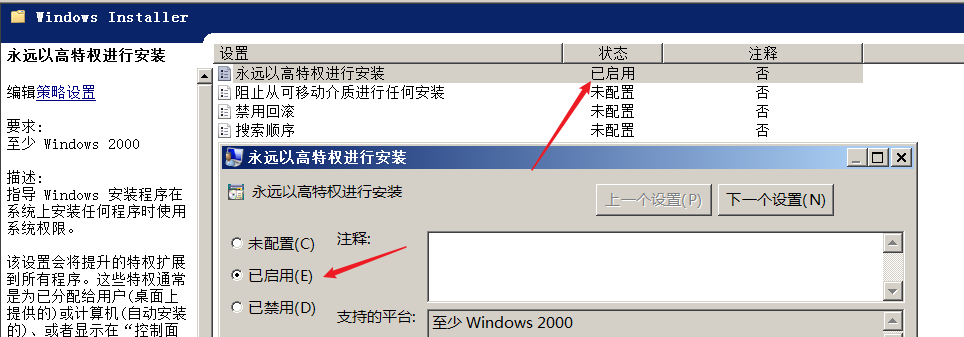 Windows Installer
永远以高特权进行安装
编辑策略设置
要求:
至少 Windows 2000
描述:
指导 Windows 安装程序在
系统上安装任何程序时使用
系统权限。
该设置会将提升的特权扩展
到所有程序。这些特权通常
是为已分配给用户(桌面上
提供的)或计算机(自动安装
的)、或者显示在“控制面
设置 状态 注释
永远以高特权进行安装 已启用 否
阻止从可移动介质进行任何安装 未配置 否
禁用回滚 未配置 否
搜索顺序 未配置 否
永远以高特权进行安装
永远以高特权进行安装
上一个设置(P) 下一个设置(N)
未配置(C) 注释:
已启用(E)
已禁用(D)
支持的平台: 至少 Windows 2000